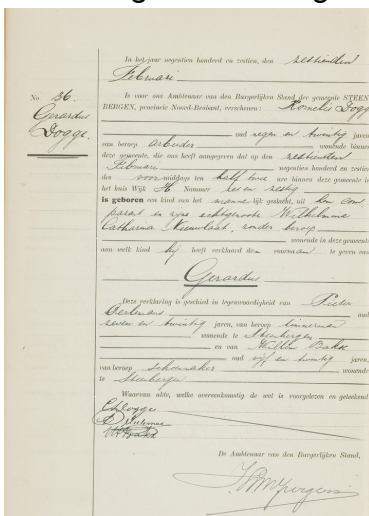 No 36.
Gerardus
Dogge.
In het jaar negentien honderd en zestien, den zestienden
Februari
Is voor ons Ambtenaar van den Burgerlijken Stand der gemeente STEEN
BERGEN, provincie Noord-Brabant, verschenen: Kornelis Dogge
oud negen en twintig jaren
van beroep arbeider wonende binnen
deze gemeente, die ons heeft aangegeven dat op den zestienden
Februari negentien honderd en zestien
des voormiddags ten half twee ure binnen deze gemeente in
het huis Wijk H Nummer zes en zestig
is geboren een kind van het mannelijk geslacht, uit hem com
parant en zijne echtgenoote Wilhelmina
Catharina Nieuwlaat, zonder beroep
wonende in deze gemeente
aan welk kind hij heeft verklaard den voornaam te geven van
Gerardus
Deze verklaring is geschied in tegenwoordigheid van Pieter
oud
zeven en twintig jaren, van beroep timmerman
wonende te Steenbergen
en van Willem Bakx
oud vijf en twintig jaren,
van beroep schoenmaker wonende
te Steenbergen
Waarvan akte, welke overeenkomstig de wet is voorgelezen en geteekend
C Dogge
De Ambtenaar van den Burgerlijken Stand,